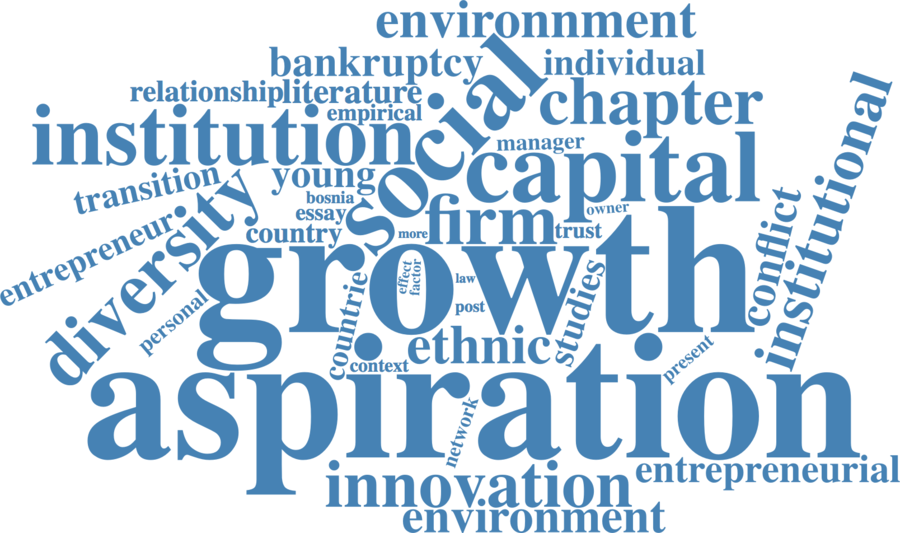 environnment
bankruptcy
individual
relationship
literature
chapter
empirical
institution
social
manager
capital
institutional
transition
young
bosnia
essay
owner
diversity
country
more
firm
trust
conflict
entrepreneur
growth
effect
factor
law
post
personal
countrie
studies
ethnic
context
present
aspiration
network
innovation
entrepreneurial
environment